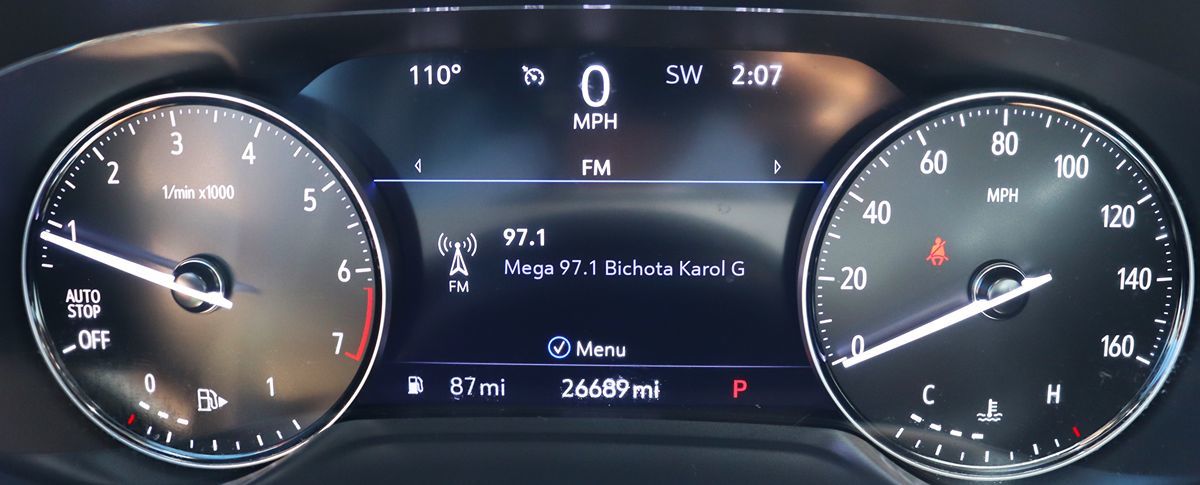 110° 0 SW 2:07
MPH
FM
97.1
Mega 97.1 Bichota Karol G
FM
Menu
87mi 26689mi P
1 2 3 4 5 6 7
1/min x1000
AUTO
STOP
OFF
0 1
0 20 40 60 80 100 120 140 160
MPH
C H